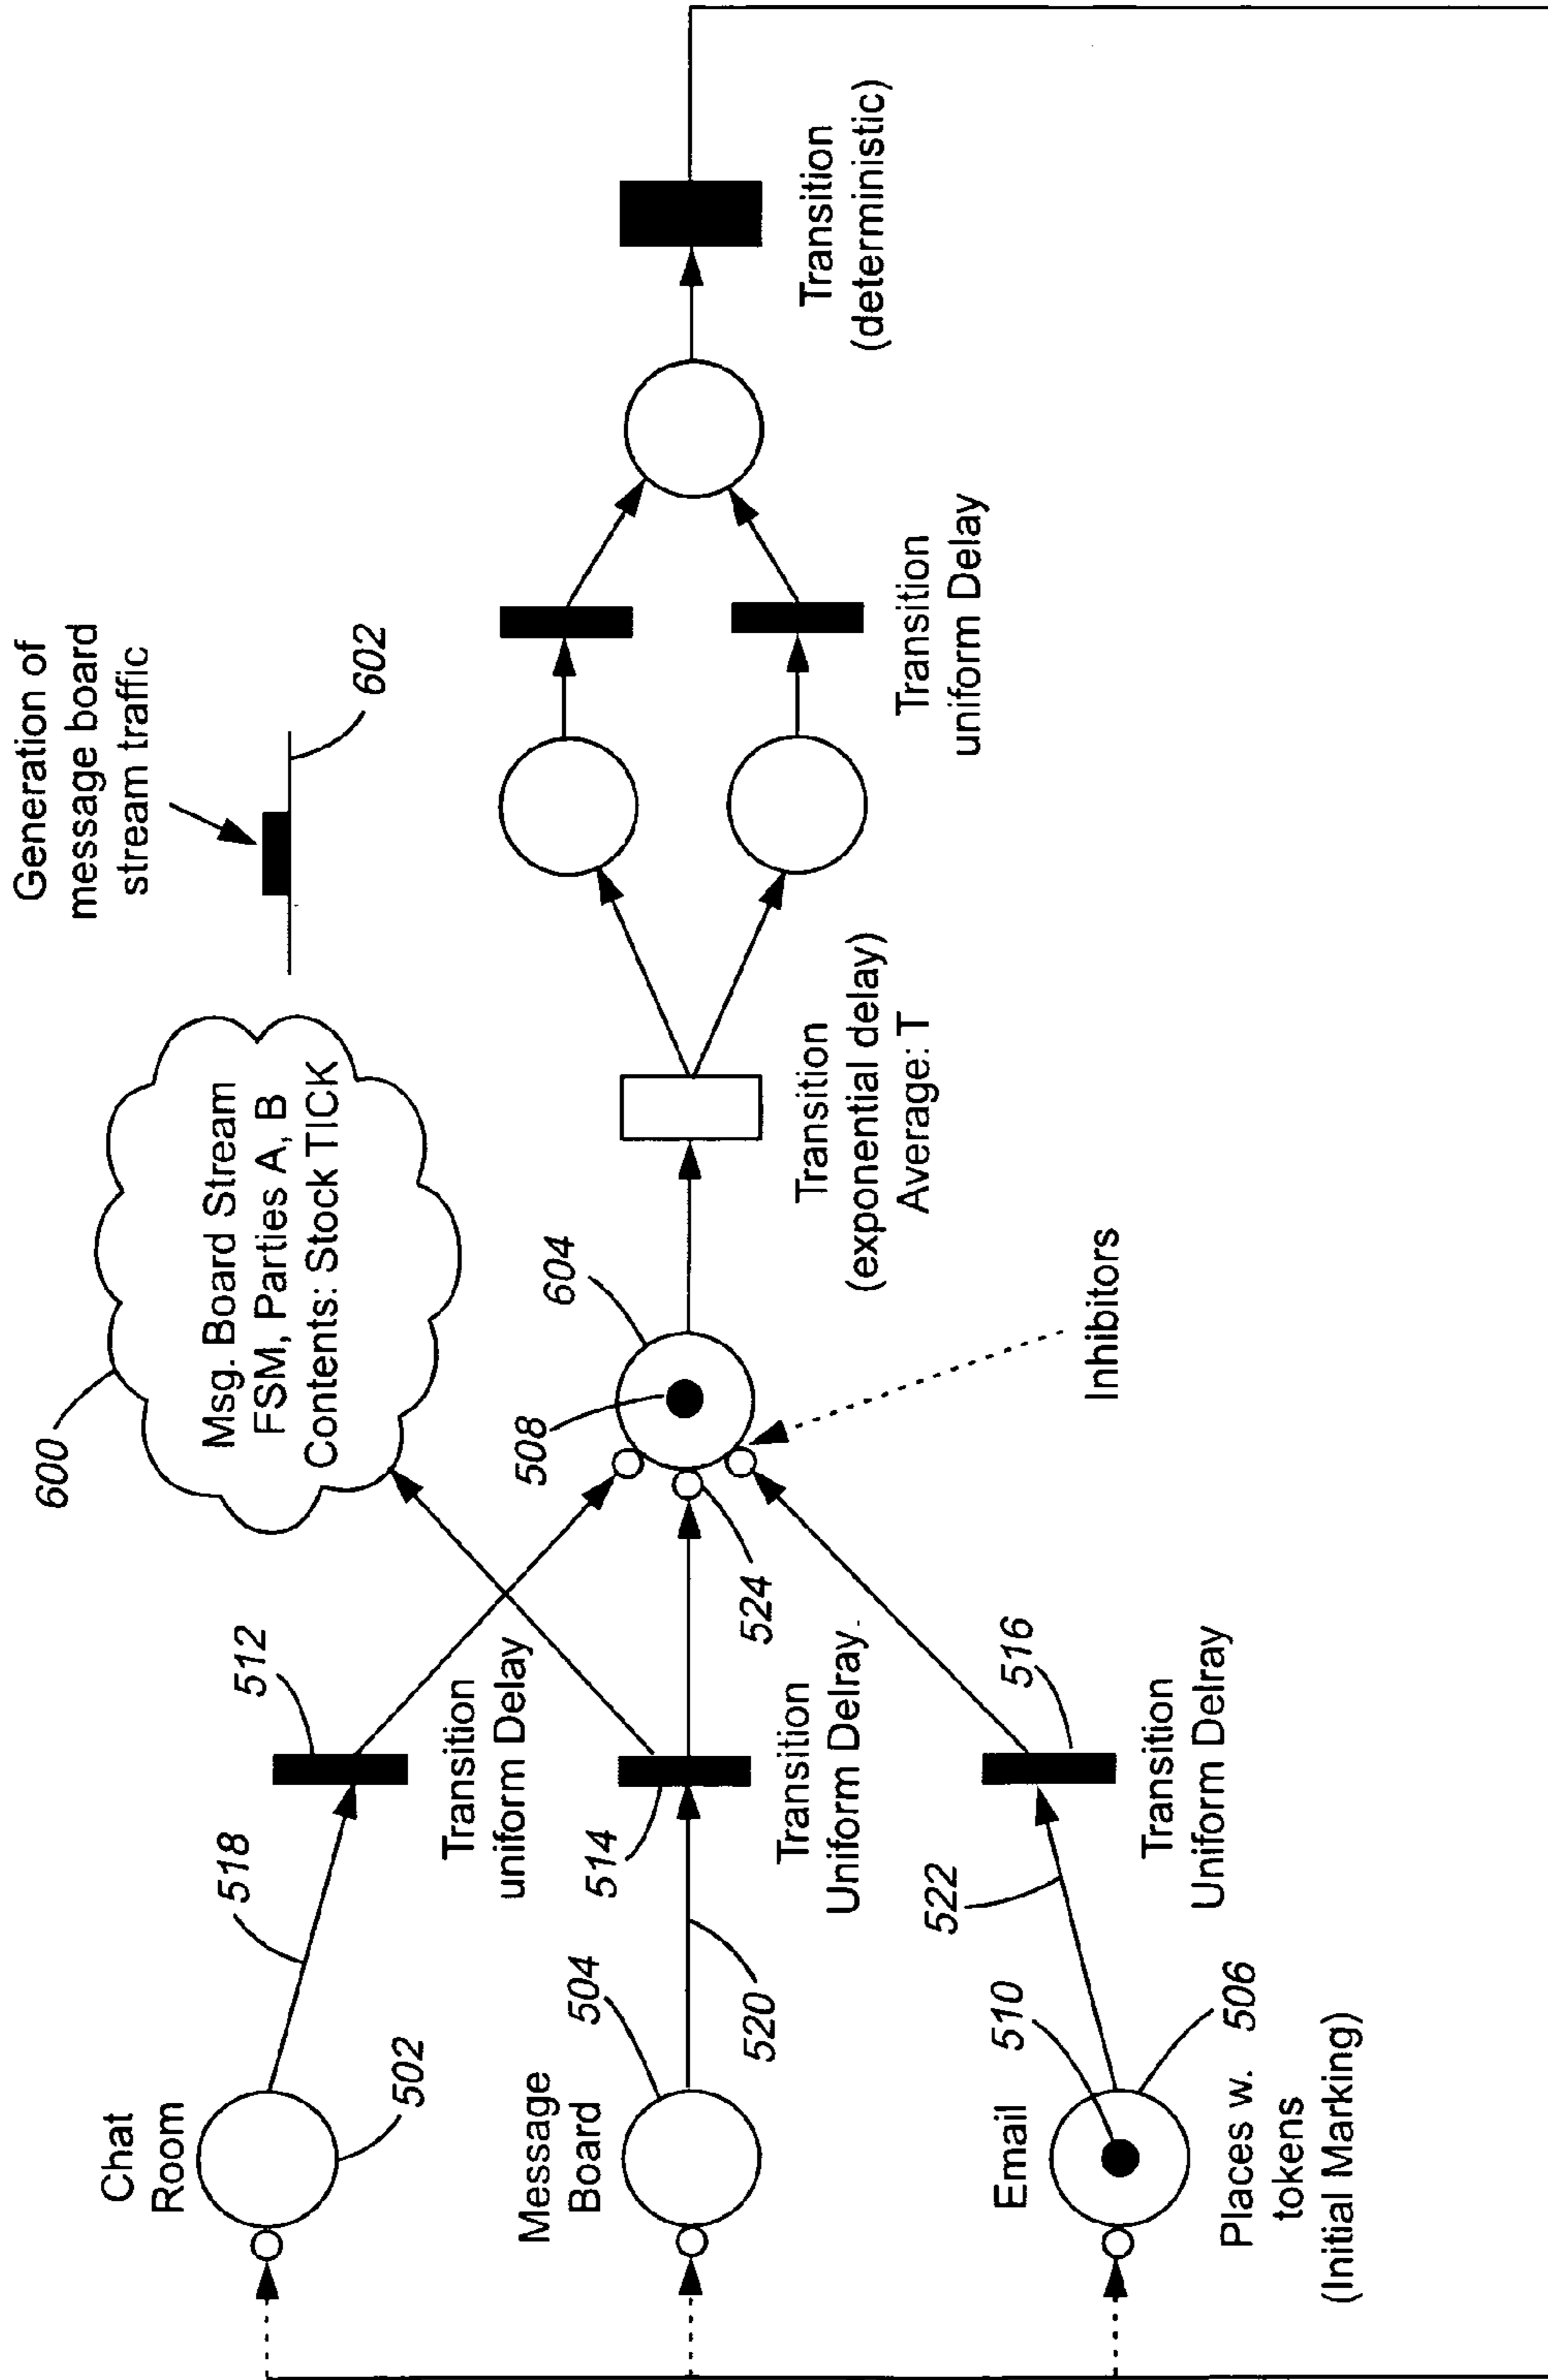 Generation of
message board
stream traffic
602
600
Msg. Board Stream
FSM, Parties A, B
Contents: Stock TICK
Chat
Room
502
518
512
Transition
uniform Delay
Message
Board
504
520
514
Transition
Uniform Delray
524
508
604
Inhibitors
Email
510
506
Places w.
tokens
(Initial Marking)
522
516
Transition
Uniform Delray
Transition
(exponential delay)
Average: T
Transition
uniform Delay
Transition
(deterministic)